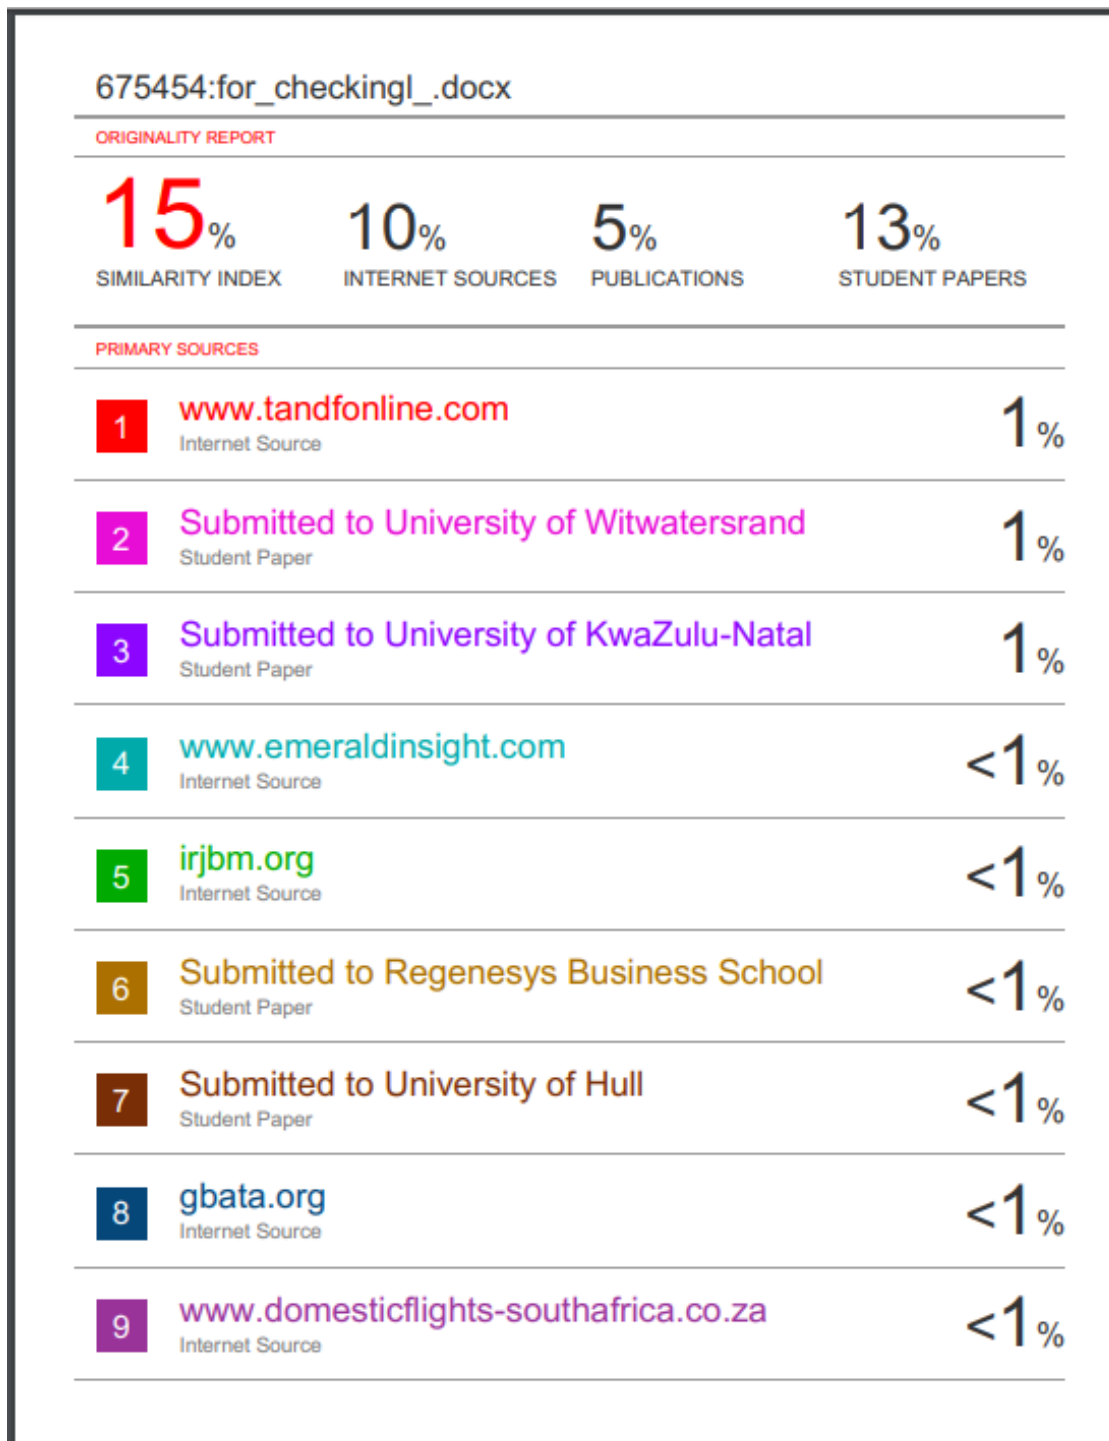 675454:for_checkingl_.docx
ORIGINALITY REPORT
15% 10% 5% 13%
SIMILARITY INDEX INTERNET SOURCES PUBLICATIONS STUDENT PAPERS
PRIMARY SOURCES
1 www.tandfonline.com 1%
Internet Source
2 Submitted to University of Witwatersrand 1%
Student Paper
3 Submitted to University of KwaZulu-Natal 1%
Student Paper
4 www.emeraldinsight.com <1%
Internet Source
5 irjbm.org <1%
Internet Source
6 Submitted to Regenesys Business School <1%
Student Paper
7 Submitted to University of Hull <1%
Student Paper
8 gbata.org <1%
Internet Source
9 www.domesticflights-southafrica.co.za <1%
Internet Source